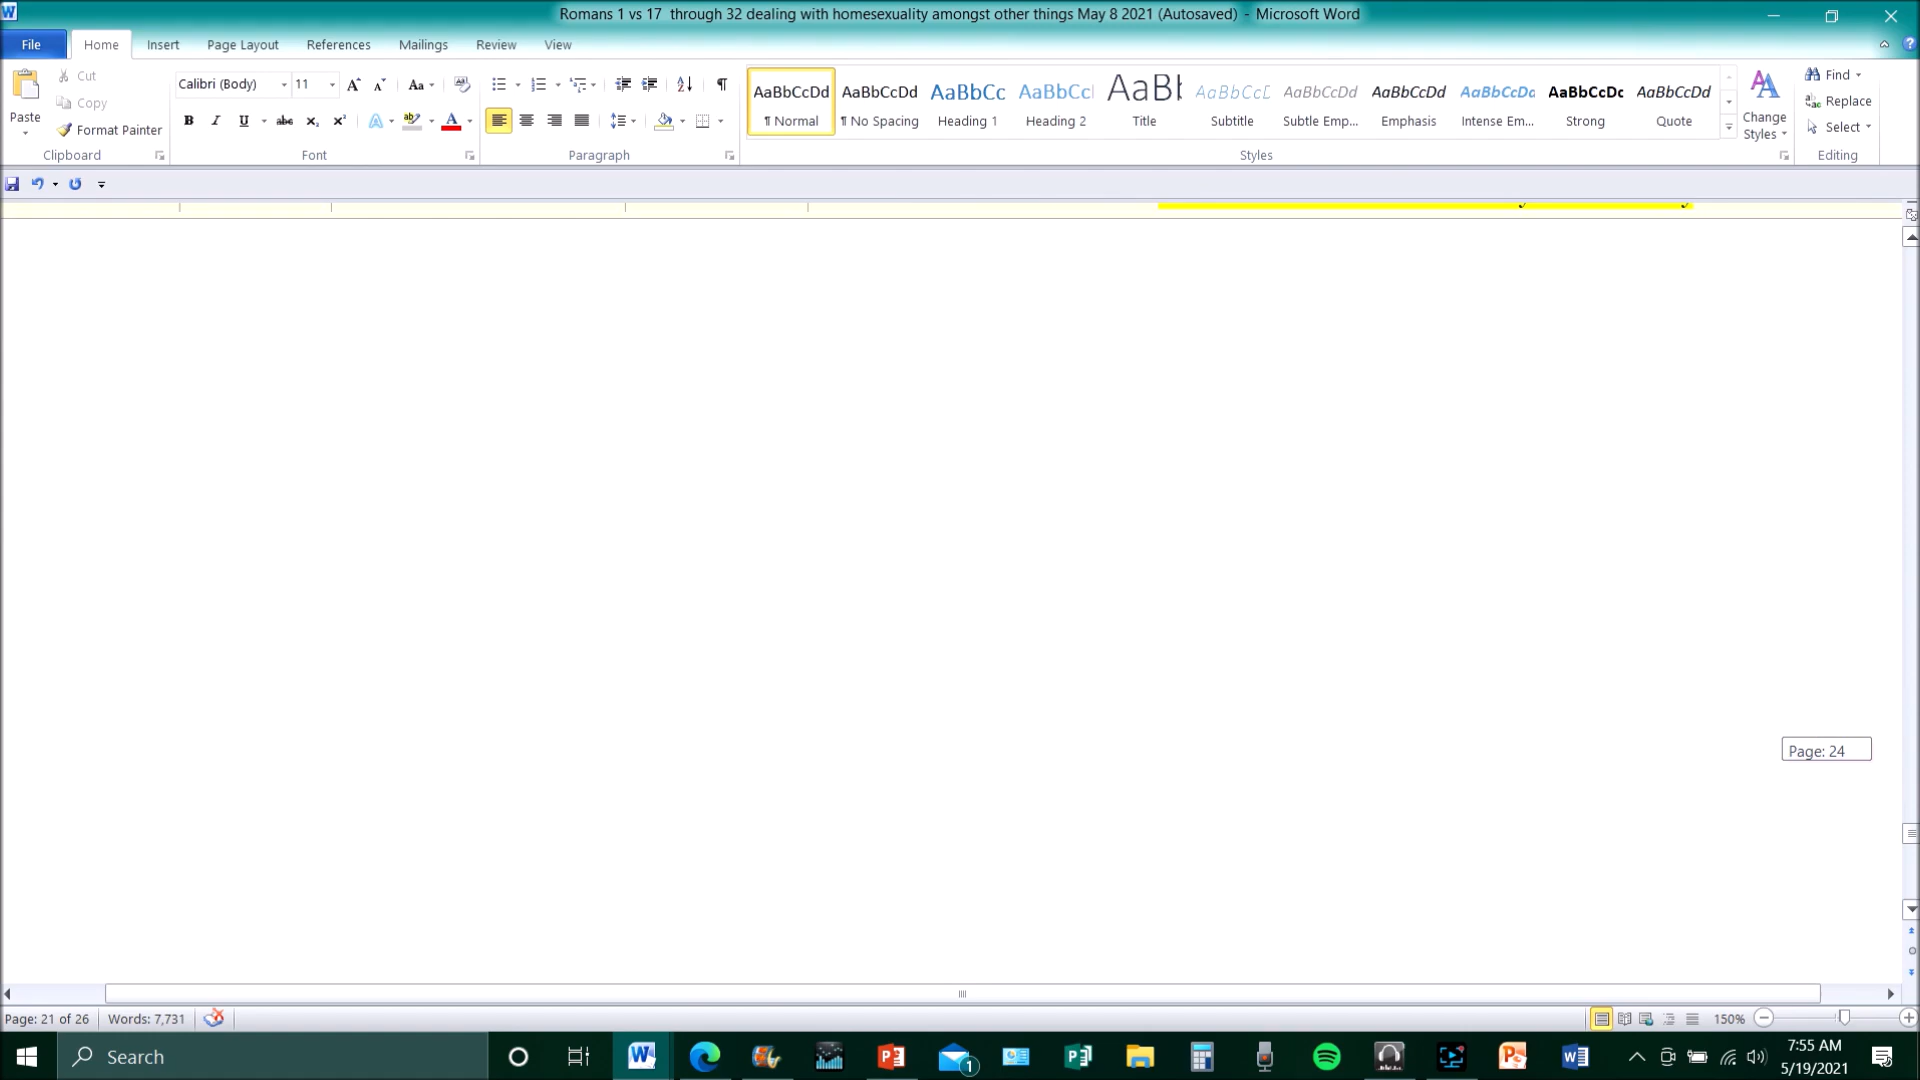 Romans 1 vs 17  through 32 dealing with homesexuality amongst other things May 8 2021 (Autosaved)  -  Microsoft Word
File Home Insert Page Layout References Mailings Review View
Paste
Cut
Copy
Format Painter
Clipboard
Calibri (Body) 11
Font
Paragraph
AaBbCcDd AaBbCcDd AaBbCc AaBbCcI AaBl AaBbCcD AaBbCcDd AaBbCcDd AaBbCcDd AaBbCcDc AaBbCcDd
¶ Normal ¶ No Spacing Heading 1 Heading 2 Title Subtitle Subtle Emp... Emphasis Intense Em... Strong Quote
Styles
Change
Styles
Find
Replace
Select
Editing
Page: 24
Page: 21 of 26 Words: 7,731 150%
Search
1
7:55 AM
5/19/2021